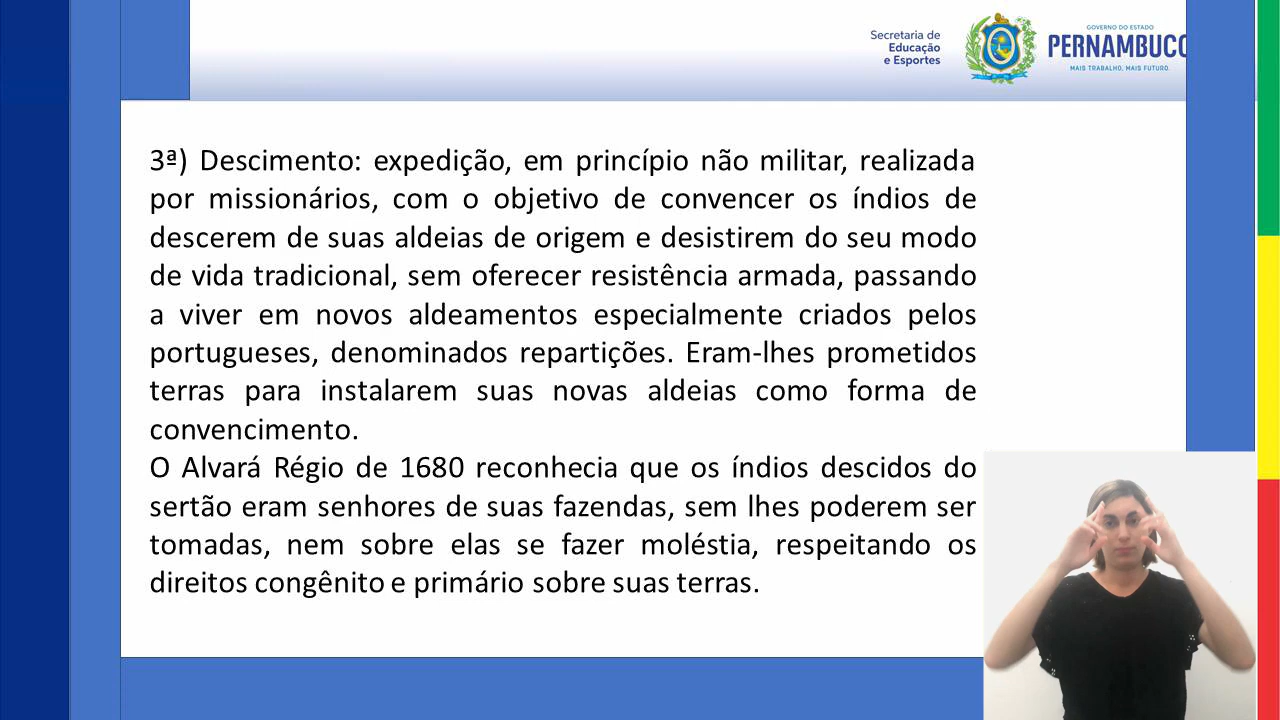 Secretaria de
Educação
e Esportes
GOVERNO DO ESTADO
PERNAMBUCO
MAIS TRABALHO, MAIS FUTURO.
3ª) Descimento: expedição, em princípio não militar, realizada
por missionários, com o objetivo de convencer os índios de
descerem de suas aldeias de origem e desistirem do seu modo
de vida tradicional, sem oferecer resistência armada, passando
a viver em novos aldeamentos especialmente criados pelos
portugueses, denominados repartições. Eram-lhes prometidos
terras para instalarem suas novas aldeias como forma de
convencimento.
O Alvará Régio de 1680 reconhecia que os índios descidos do
sertão eram senhores de suas fazendas, sem lhes poderem ser
tomadas, nem sobre elas se fazer moléstia, respeitando os
direitos congênito e primário sobre suas terras.